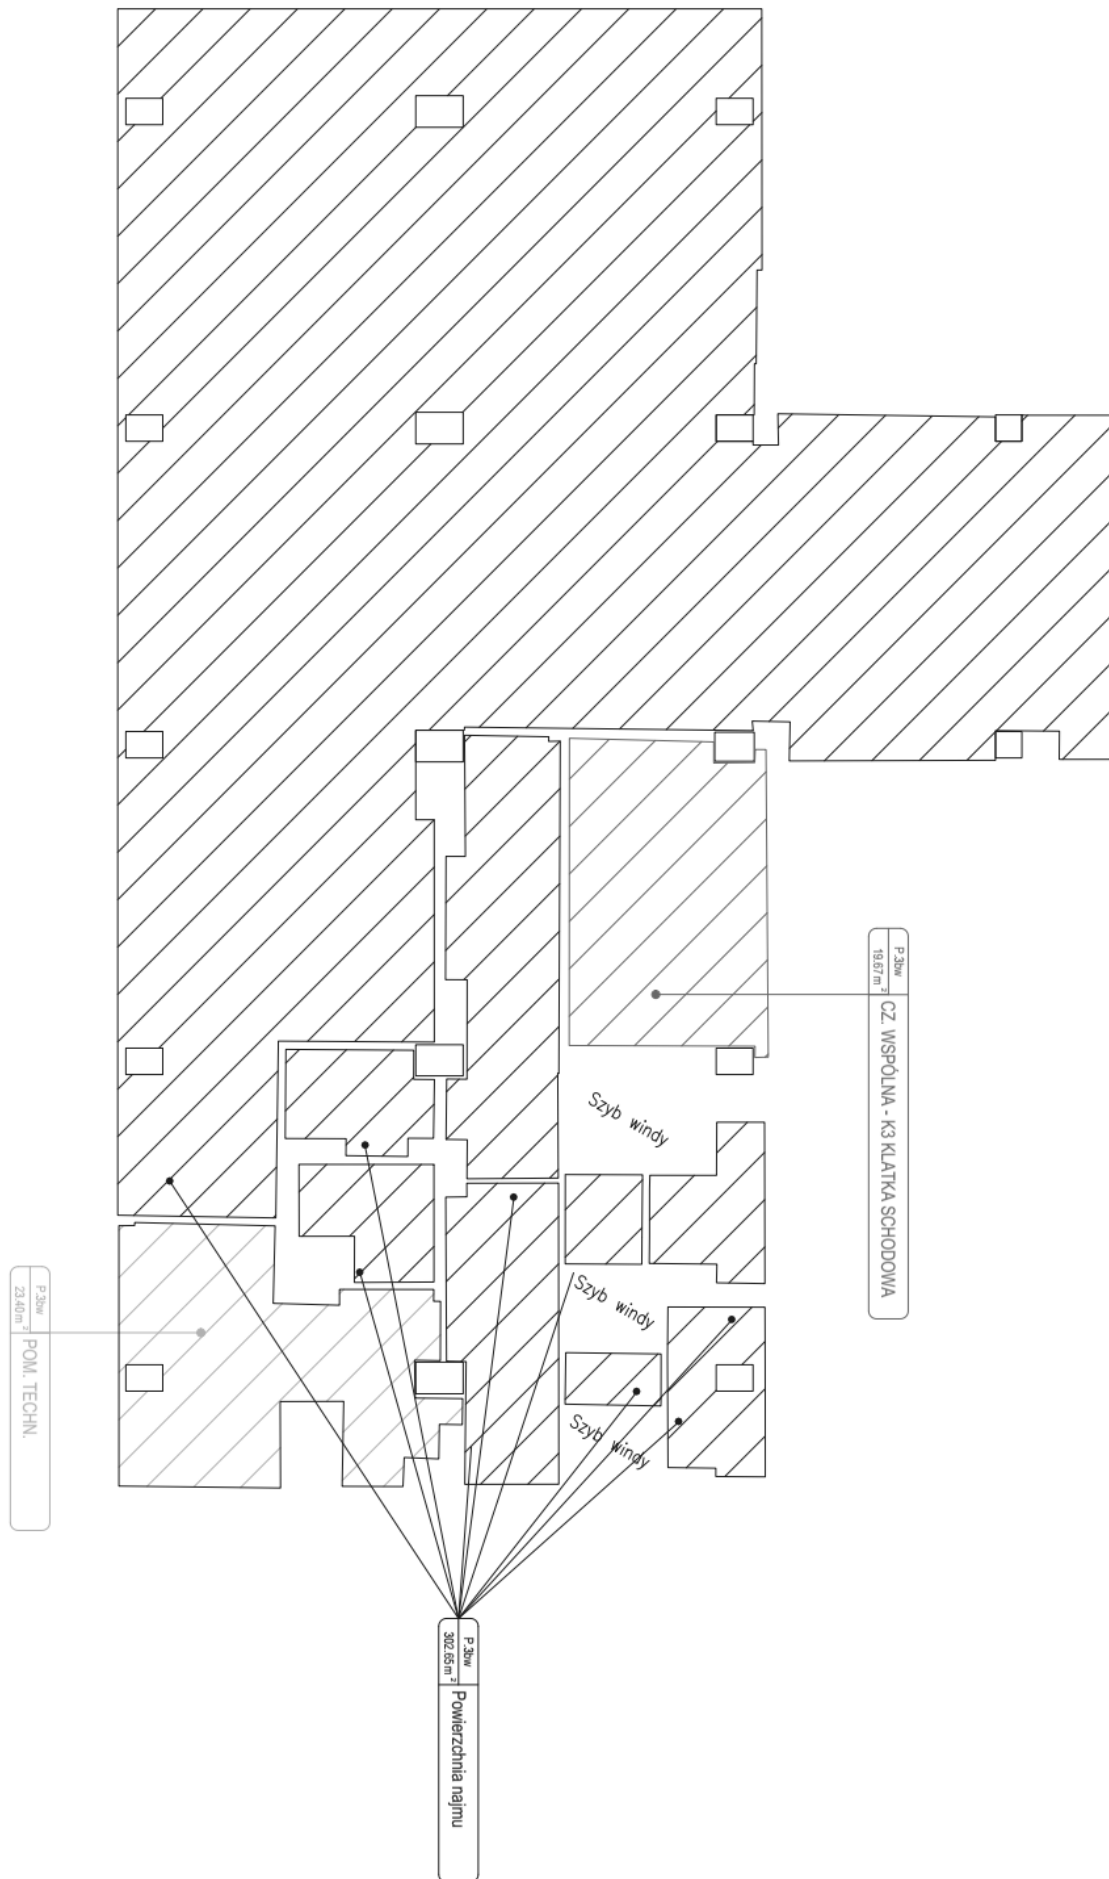 P.3bw
19.67 m²
CZ. WSPÓLNA - K3 KLATKA SCHODOWA
Szyb windy
Szyb windy
Szyb windy
P.3bw
23.40 m²
POM. TECHN.
P.3bw
302.65 m²
Powierzchnia najmu